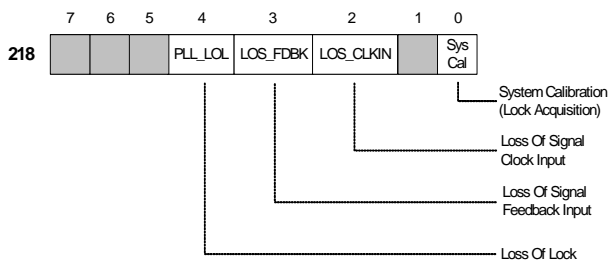 7 6 5 4 3 2 1 0
218 PLL_LOL LOS_FDBK LOS_CLKIN Sys
Cal
System Calibration
(Lock Acquisition)
Loss Of Signal
Clock Input
Loss Of Signal
Feedback Input
Loss Of Lock